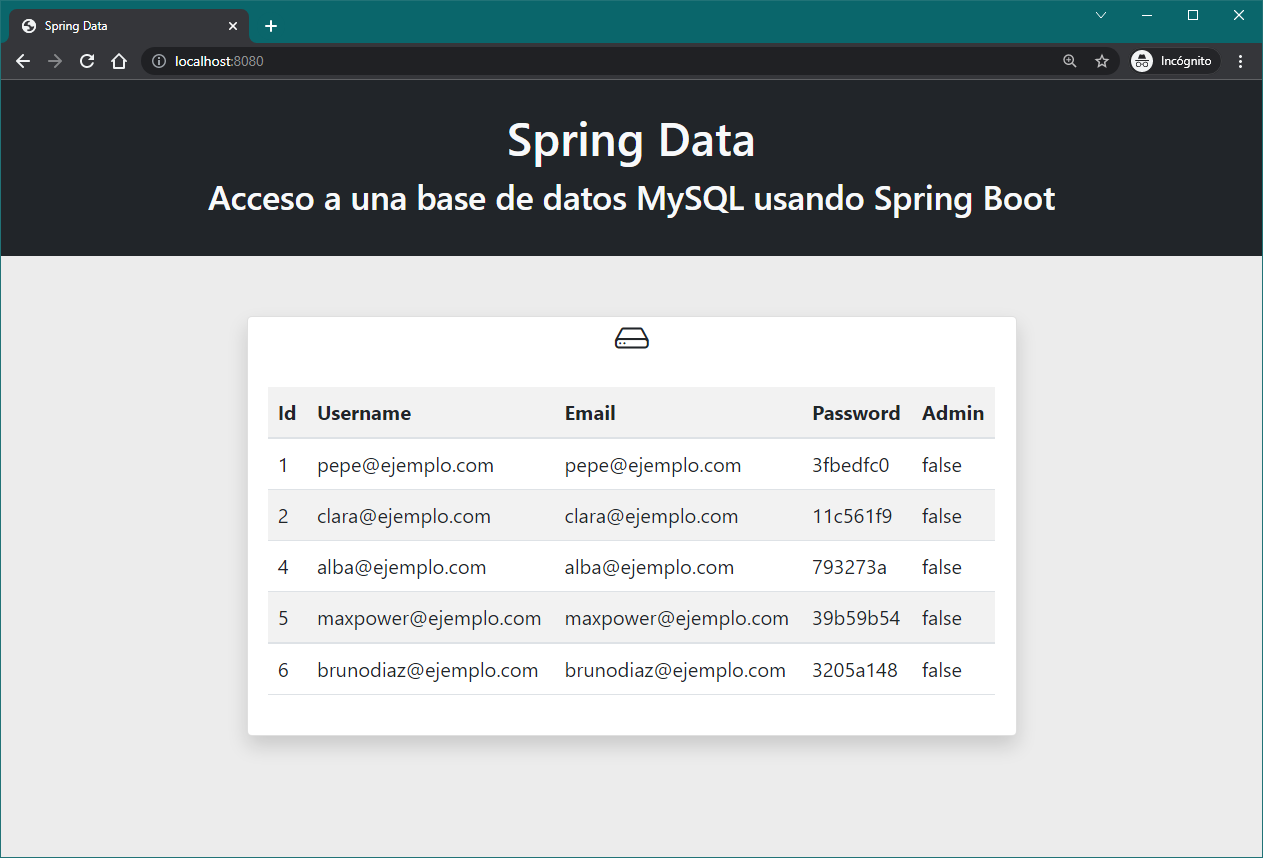 Spring Data
localhost:8080
Incógnito
Spring Data
Acceso a una base de datos MySQL usando Spring Boot
Id Username Email Password Admin
1 pepe@ejemplo.com pepe@ejemplo.com 3fbedfc0 false
2 clara@ejemplo.com clara@ejemplo.com 11c561f9 false
4 alba@ejemplo.com alba@ejemplo.com 793273a false
5 maxpower@ejemplo.com maxpower@ejemplo.com 39b59b54 false
6 brunodiaz@ejemplo.com brunodiaz@ejemplo.com 3205a148 false